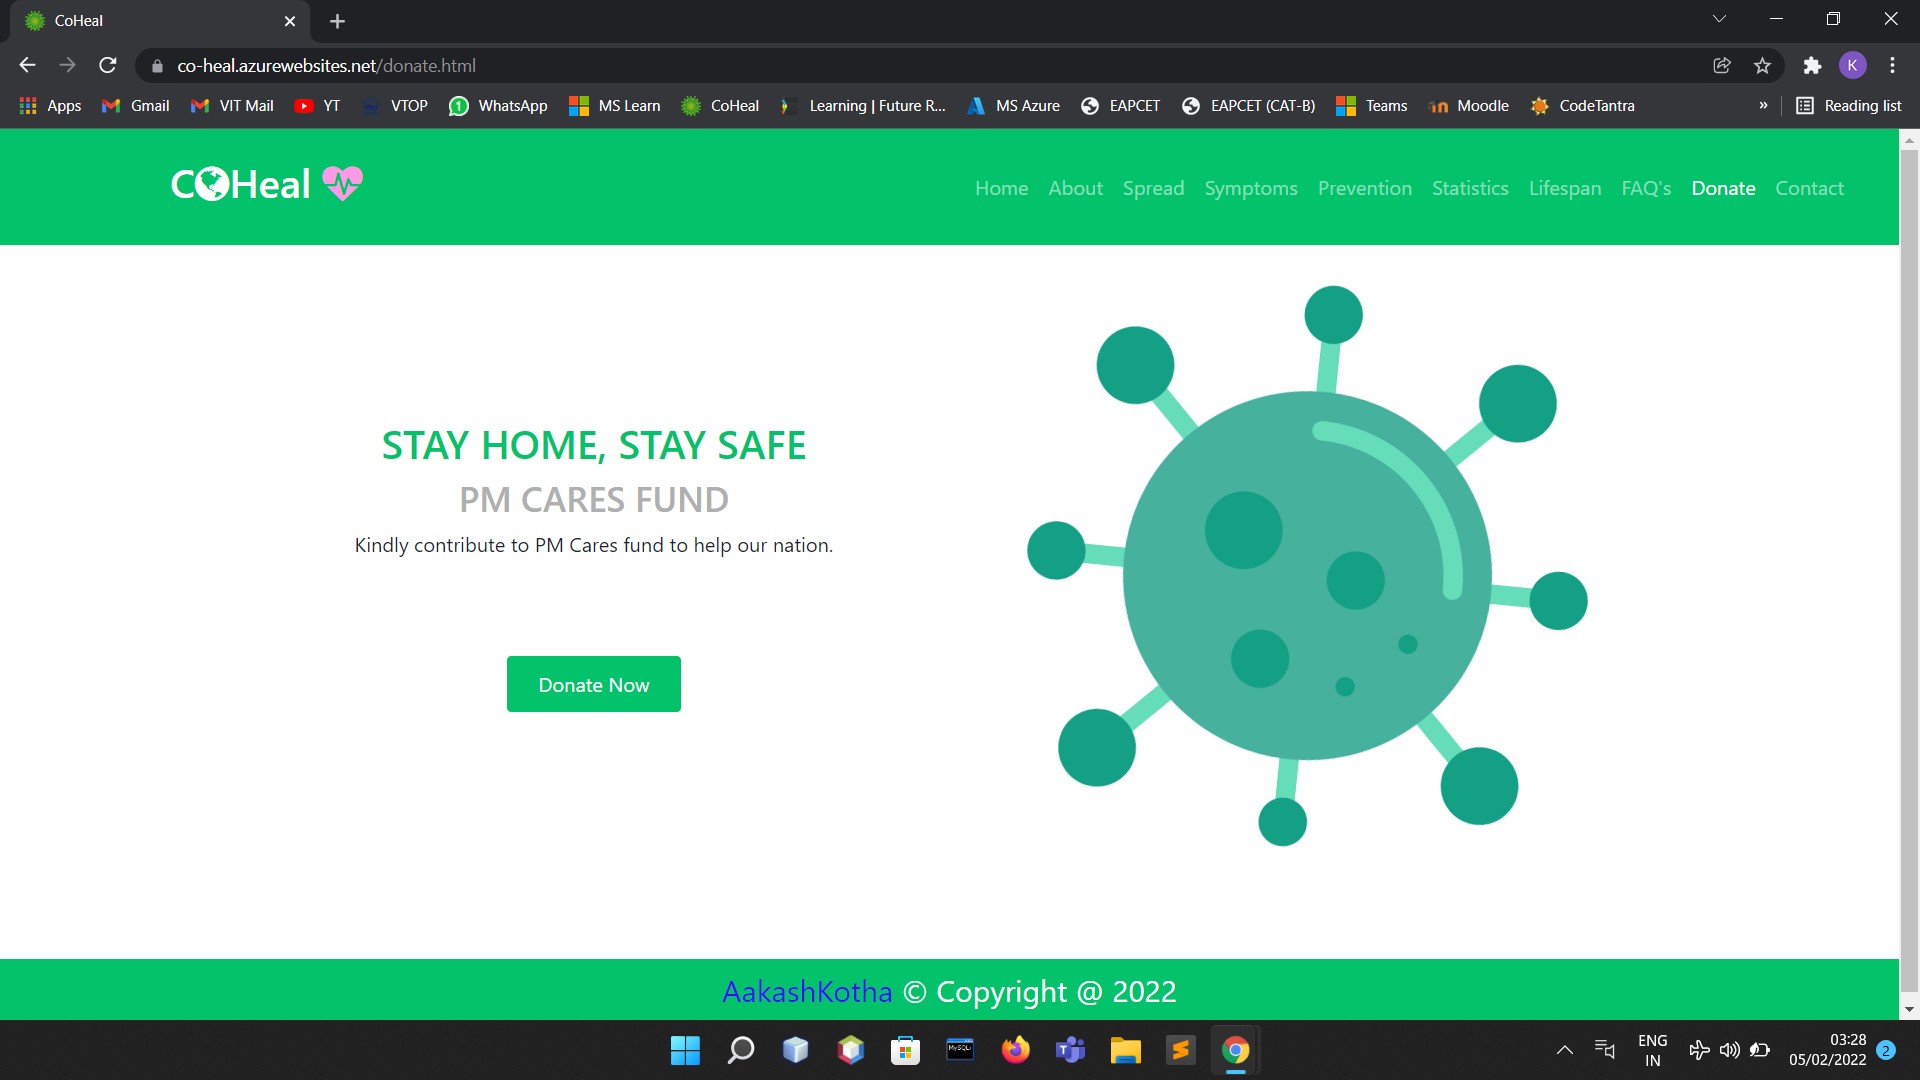 CoHeal
co-heal.azurewebsites.net/donate.html
K
Apps Gmail VIT Mail YT VTOP WhatsApp MS Learn CoHeal Learning | Future R... MS Azure EAPCET EAPCET (CAT-B) Teams Moodle CodeTantra » Reading list
C Heal
Home About Spread Symptoms Prevention Statistics Lifespan FAQ's Donate Contact
STAY HOME, STAY SAFE
PM CARES FUND
Kindly contribute to PM Cares fund to help our nation.
Donate Now
AakashKotha © Copyright @ 2022
ENG
IN
03:28
05/02/2022
2